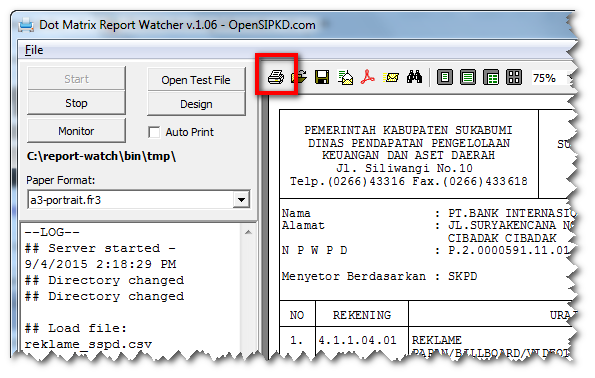 Dot Matrix Report Watcher v.1.06 - OpenSIPKD.com
File
Start
Open Test File
Stop
Design
Monitor
Auto Print
C:\report-watch\bin\tmp\
Paper Format:
a3-portrait.fr3
--LOG--
## Server started -
9/4/2015 2:18:29 PM
## Directory changed
## Directory changed
## Load file:
reklame_sspd.csv
75%
PEMERINTAH KABUPATEN SUKABUMI
DINAS PENDAPATAN PENGELOLAAN
KEUANGAN DAN ASET DAERAH
Jl. Siliwangi No.10
Telp.(0266)43316 Fax.(0266)433618
SU
Nama : PT.BANK INTERNASIO
Alamat : JL.SURYAKENCANA NO
CIBADAK CIBADAK
N P W P D : P.2.0000591.11.01
Menyetor Berdasarkan : SKPD
NO REKENING URA
1. 4.1.1.04.01 REKLAME
PAPAN/BILLBOARD/VIDEOT